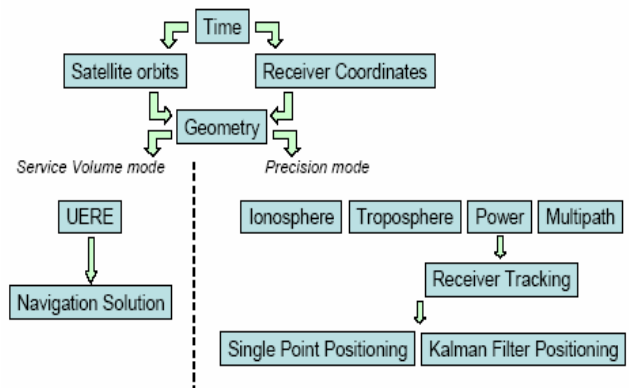 Time
Satellite orbits
Receiver Coordinates
Geometry
Service Volume mode
Precision mode
UERE
Ionosphere
Troposphere
Power
Multipath
Receiver Tracking
Navigation Solution
Single Point Positioning
Kalman Filter Positioning